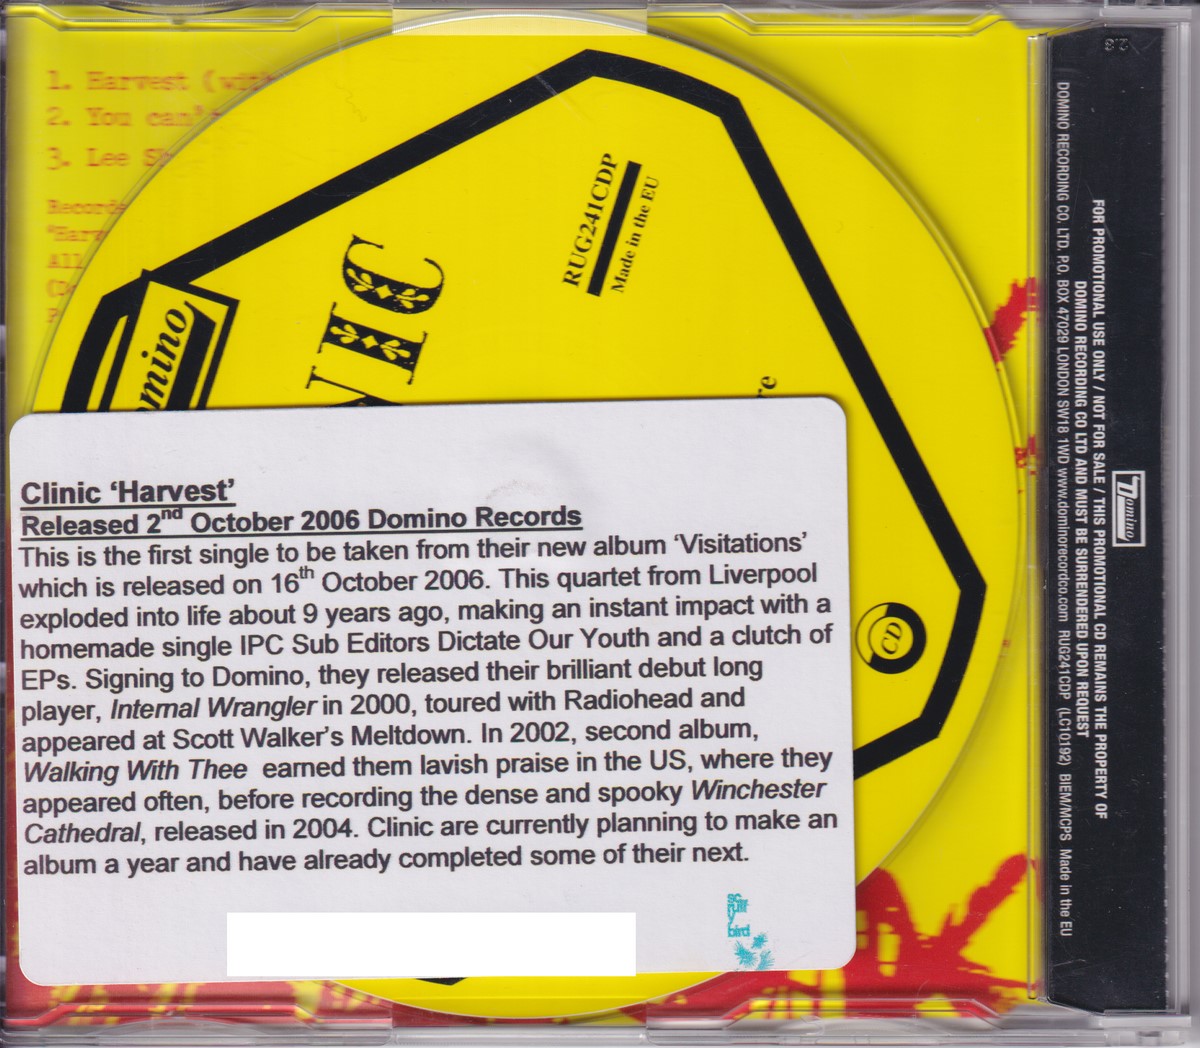 1. Harvest (with
2. You can't
3. Lee
Records
All
RUG241CDP
Made in the EU
NIC
Domino
CD
Clinic ‘Harvest’
Released 2nd October 2006 Domino Records
This is the first single to be taken from their new album ‘Visitations’
which is released on 16th October 2006. This quartet from Liverpool
exploded into life about 9 years ago, making an instant impact with a
homemade single IPC Sub Editors Dictate Our Youth and a clutch of
EPs. Signing to Domino, they released their brilliant debut long
player, Internal Wrangler in 2000, toured with Radiohead and
appeared at Scott Walker’s Meltdown. In 2002, second album,
Walking With Thee earned them lavish praise in the US, where they
appeared often, before recording the dense and spooky Winchester
Cathedral, released in 2004. Clinic are currently planning to make an
album a year and have already completed some of their next.
scruffy
bird
Domino
FOR PROMOTIONAL USE ONLY / NOT FOR SALE / THIS PROMOTIONAL CD REMAINS THE PROPERTY OF
DOMINO RECORDING CO LTD AND MUST BE SURRENDERED UPON REQUEST
DOMINO RECORDING CO. LTD. P.O. BOX 47029 LONDON SW18 1WD www.dominorecordco.com RUG241CDP (LC10192) BIEM/MCPS Made in the EU